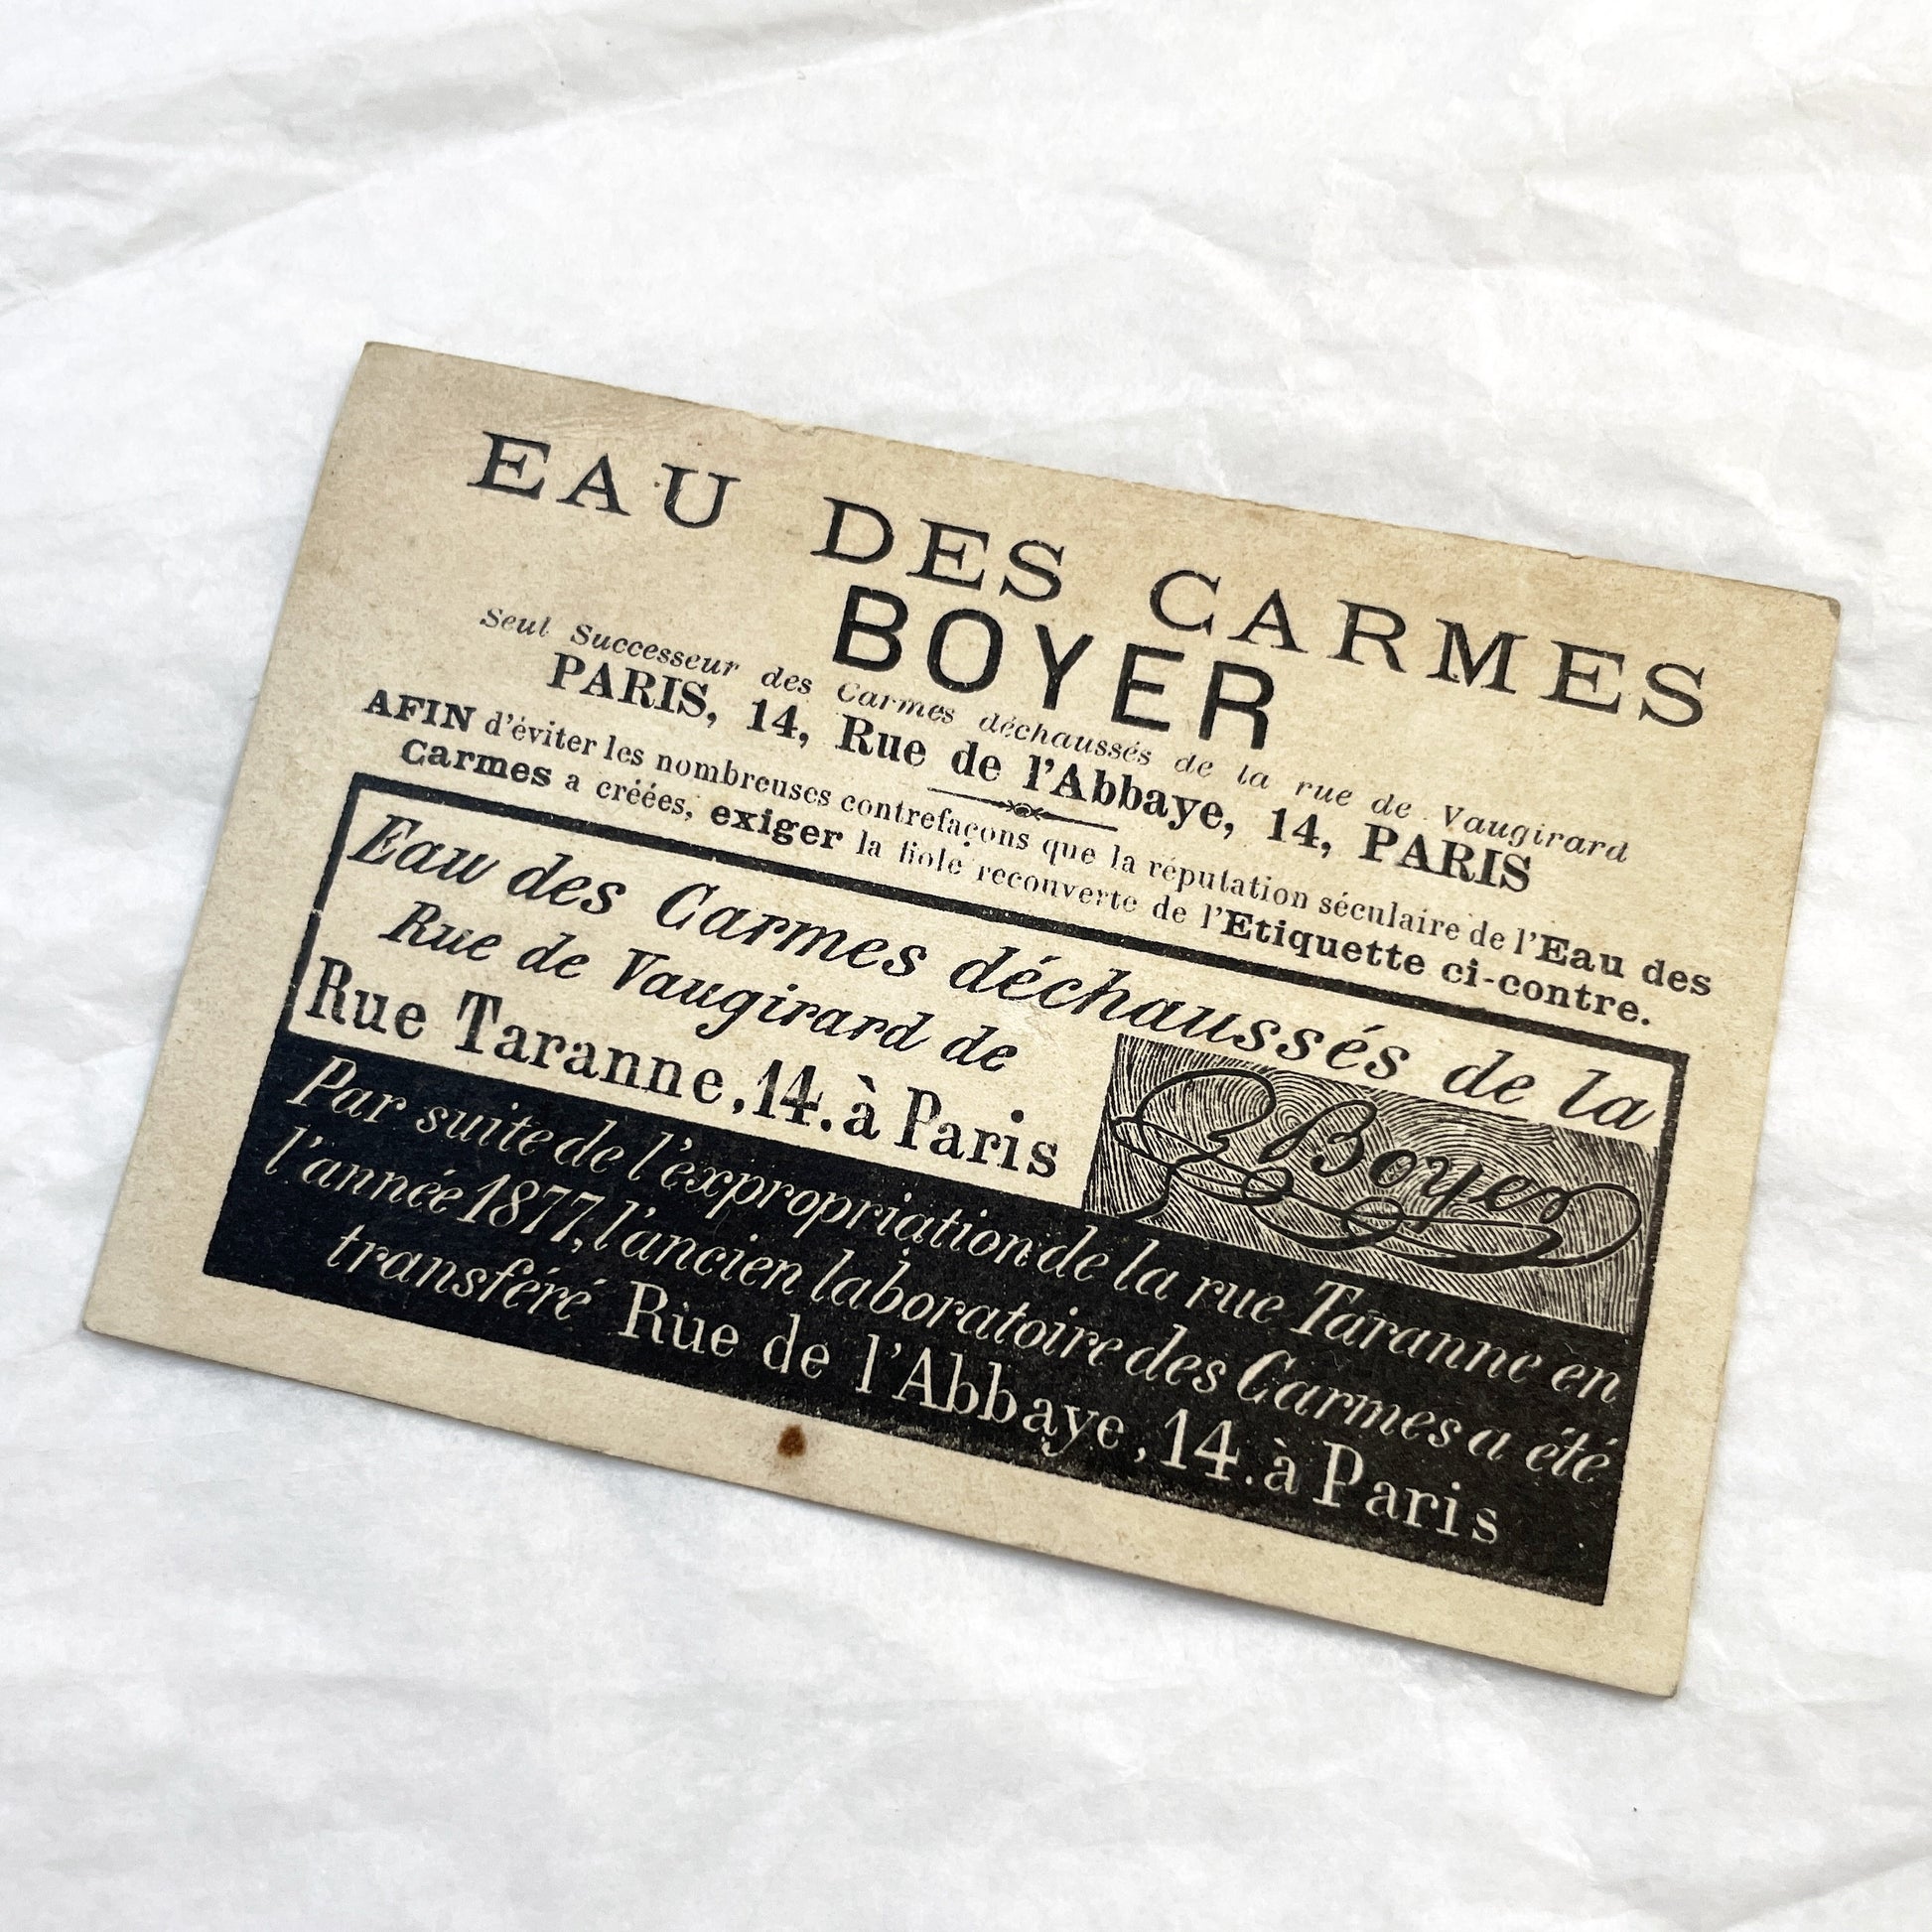 EAU DES CARMES
BOYER
Seul Successeur des Carmes déchaussés de la rue de Vaugirard
PARIS, 14, Rue de l'Abbaye, 14, PARIS
AFIN d'éviter les nombreuses contrefaçons que la réputation séculaire de l'Eau des
Carmes a créées, exiger la fiole recouverte de l'Etiquette ci-contre.
Eau des Carmes déchaussés de la
Rue de Vaugirard de
Rue Taranne, 14. à Paris
Boyer
Par suite de l'expropriation de la rue Taranne en
l'année 1877, l'ancien laboratoire des Carmes a été
transféré Rue de l'Abbaye, 14. à Paris